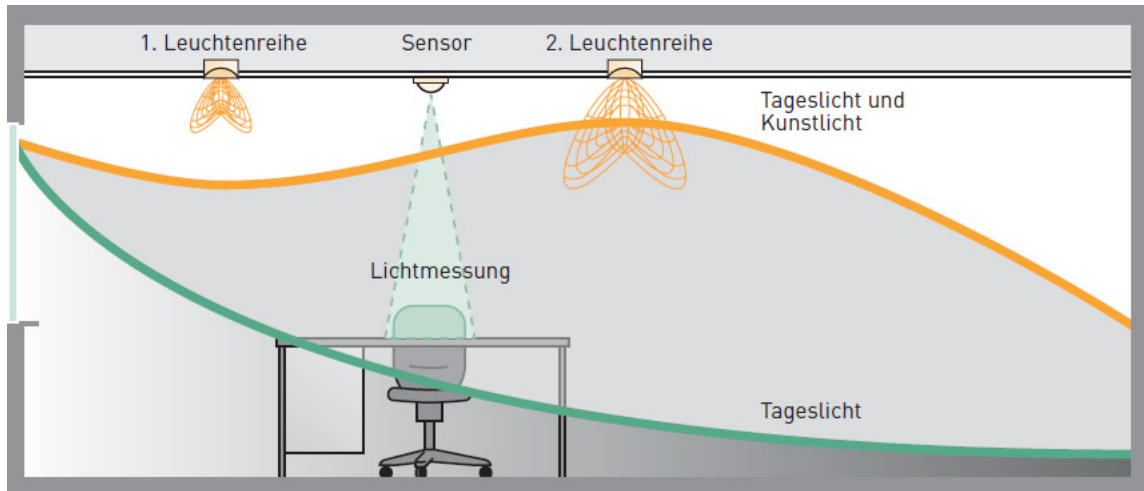 1. Leuchtenreihe
Sensor
2. Leuchtenreihe
Tageslicht und
Kunstlicht
Lichtmessung
Tageslicht